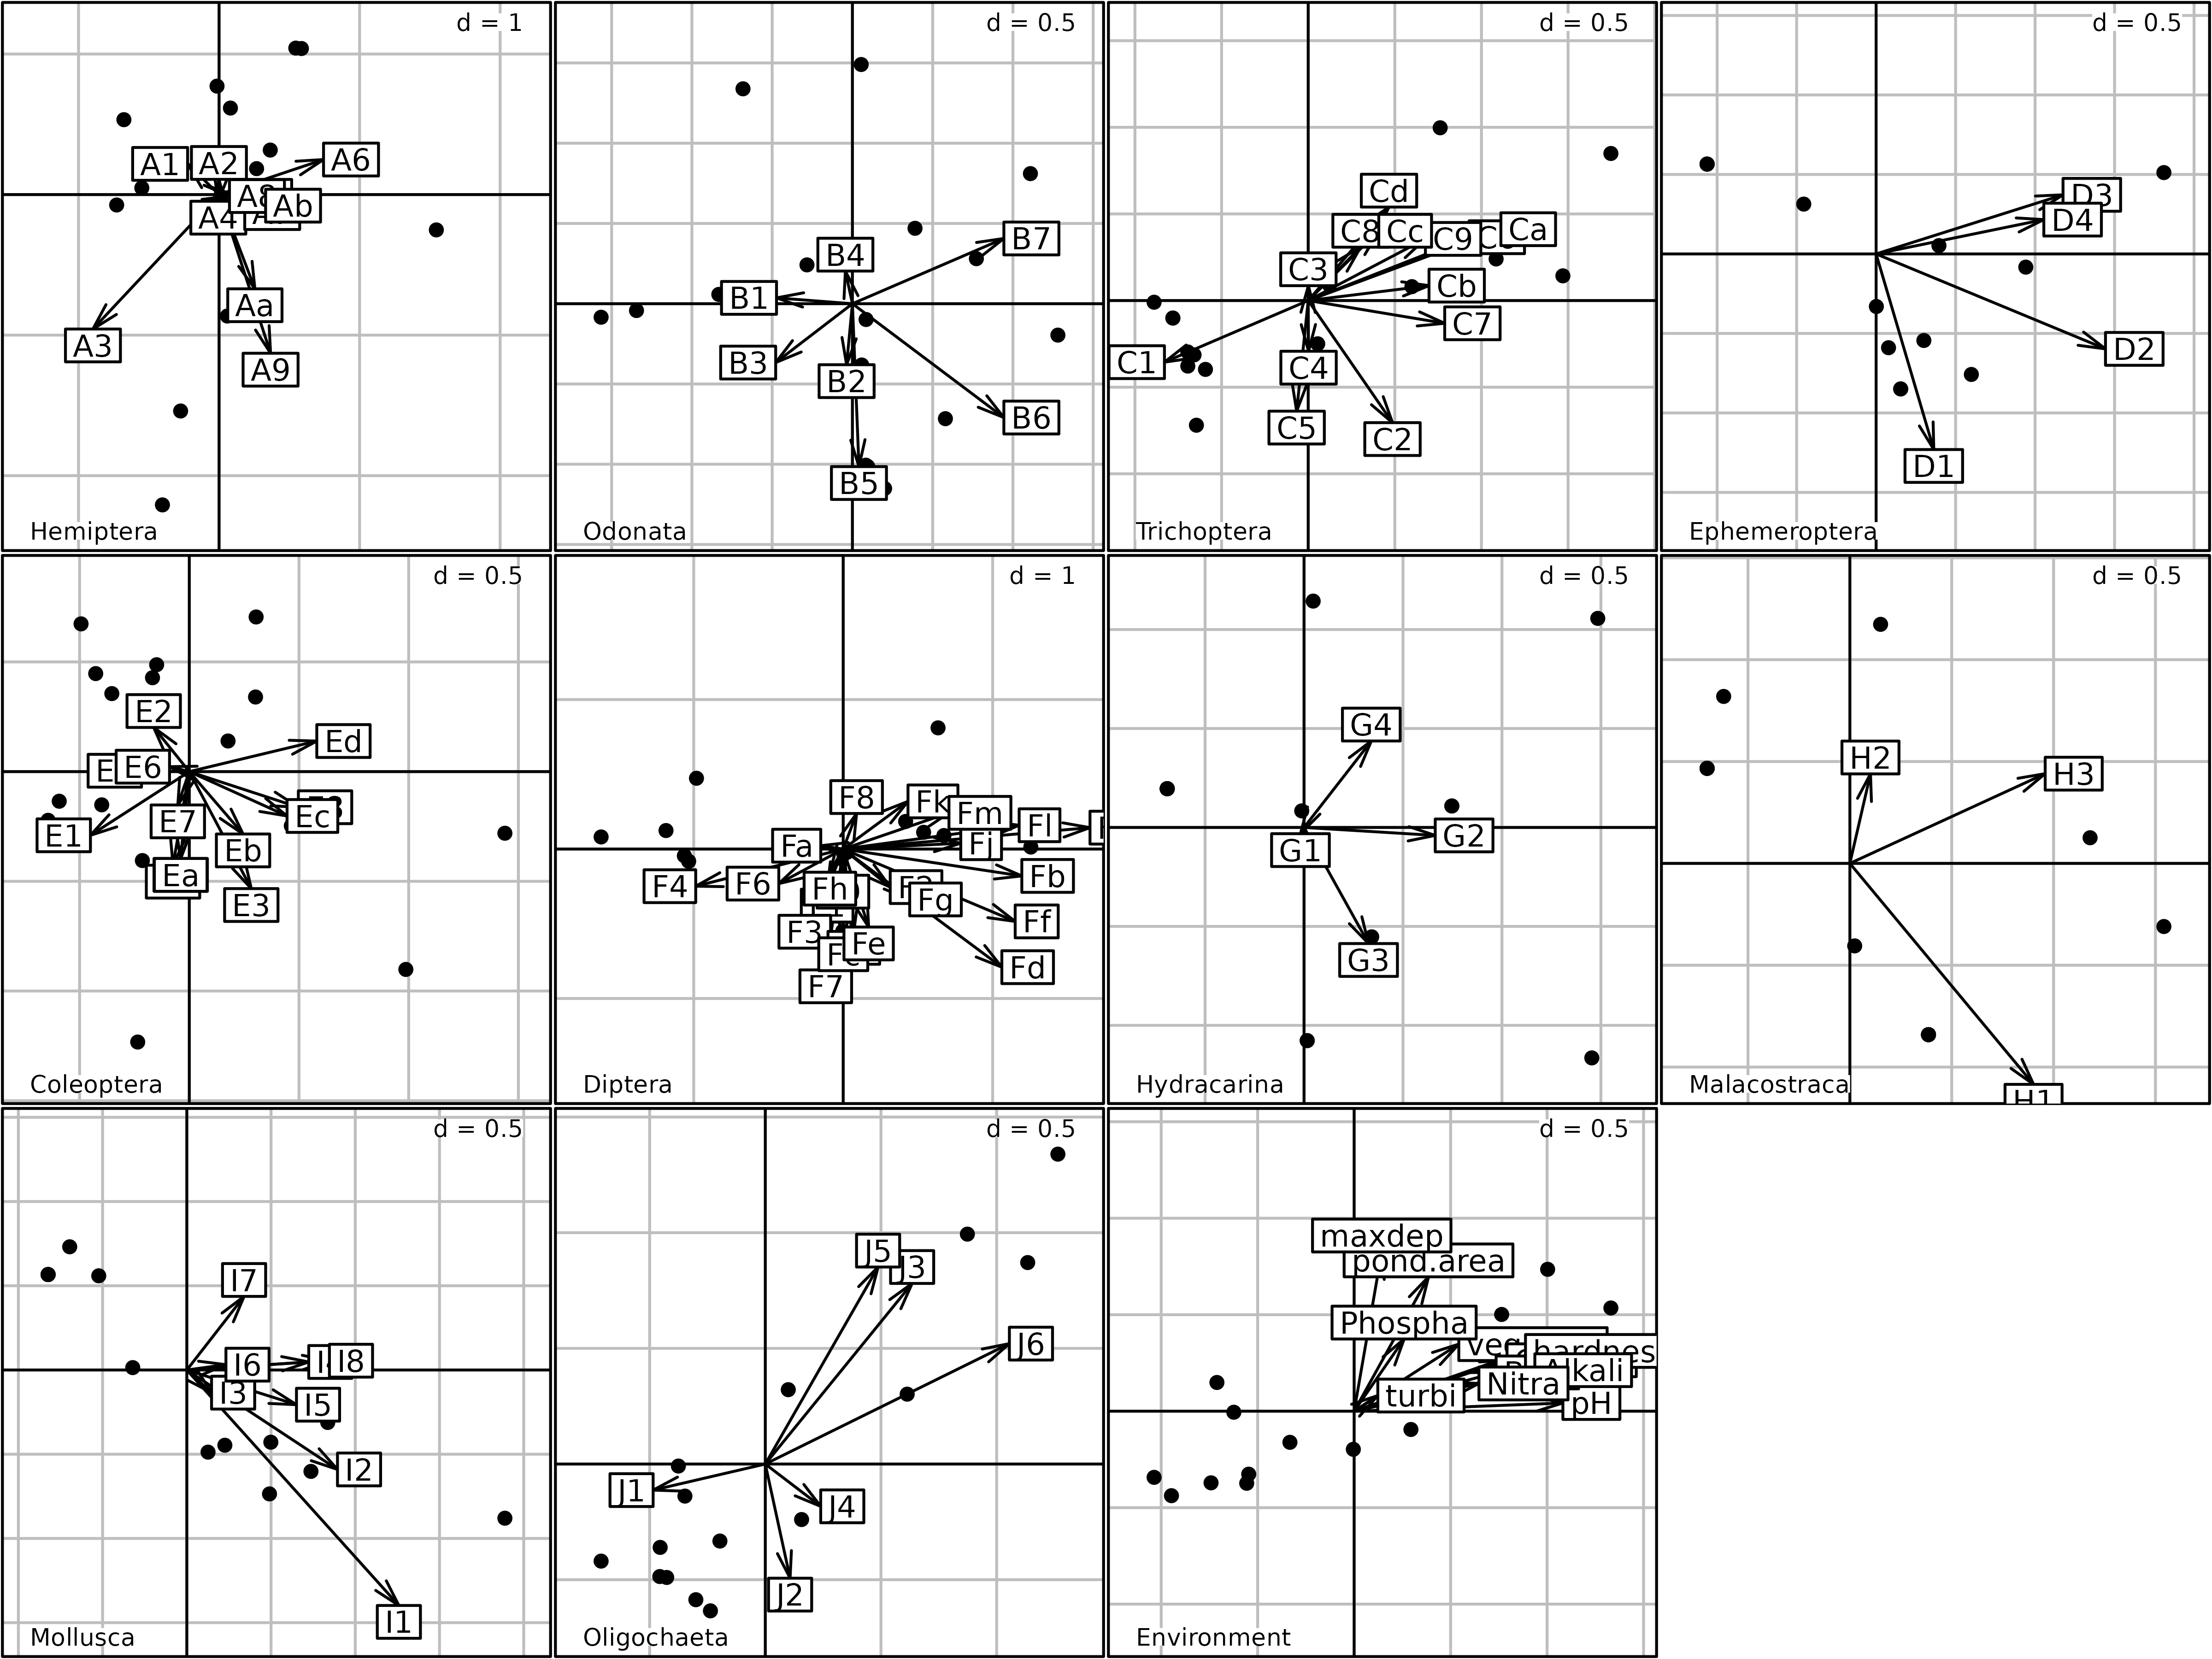 d = 1
A1
A2
A6
A8
Ab
A4
Aa
A3
A9
Hemiptera
d = 0.5
B7
B4
B1
B3
B2
B6
B5
Odonata
d = 0.5
Cd
C8
Cc
C9
Ca
C3
Cb
C7
C1
C4
C5
C2
Trichoptera
d = 0.5
D3
D4
D2
D1
Ephemeroptera
d = 0.5
E2
Ed
E6
Ec
E7
E1
Eb
Ea
E3
Coleoptera
d = 1
F8
Fk
Fm
Fl
Fa
Fj
Fb
F4
F6
Fh
Fg
Ff
F3
Fe
Fd
F7
Diptera
d = 0.5
G4
G2
G1
G3
Hydracarina
d = 0.5
H2
H3
H1
Malacostraca
d = 0.5
I7
I6
I8
I3
I5
I2
I1
Mollusca
d = 0.5
J5
J3
J6
J1
J4
J2
Oligochaeta
d = 0.5
maxdep
pond.area
Phospha
hardnes
Alkali
Nitra
turbi
pH
Environment